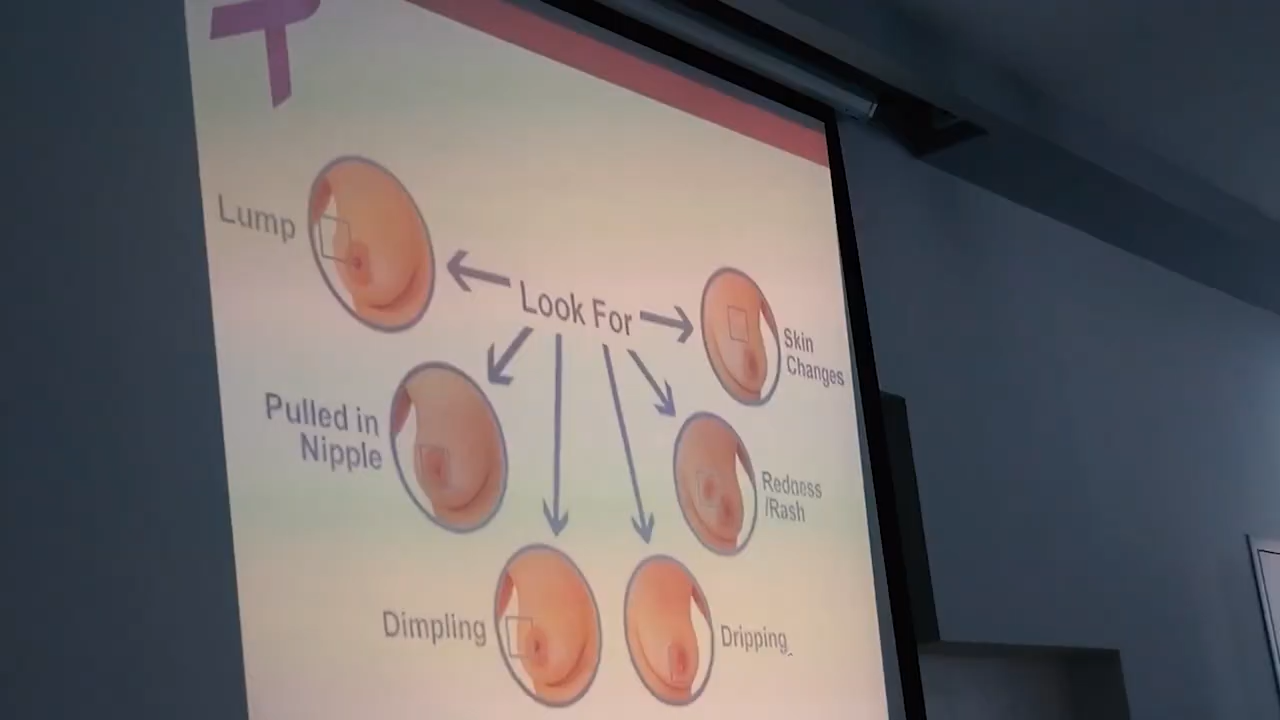 Lump
Look For
Skin
Changes
Pulled in
Nipple
Redness
/Rash
Dimpling
Dripping